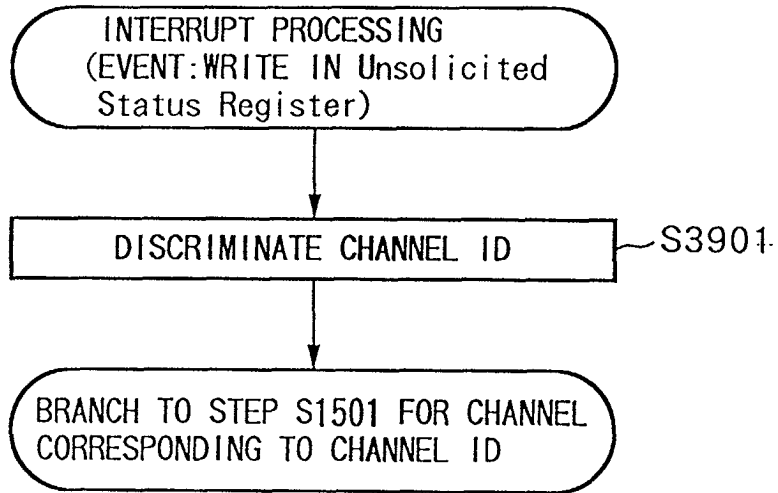 INTERRUPT PROCESSING
(EVENT:WRITE IN Unsolicited
Status Register)
DISCRIMINATE CHANNEL ID
S3901
BRANCH TO STEP S1501 FOR CHANNEL
CORRESPONDING TO CHANNEL ID